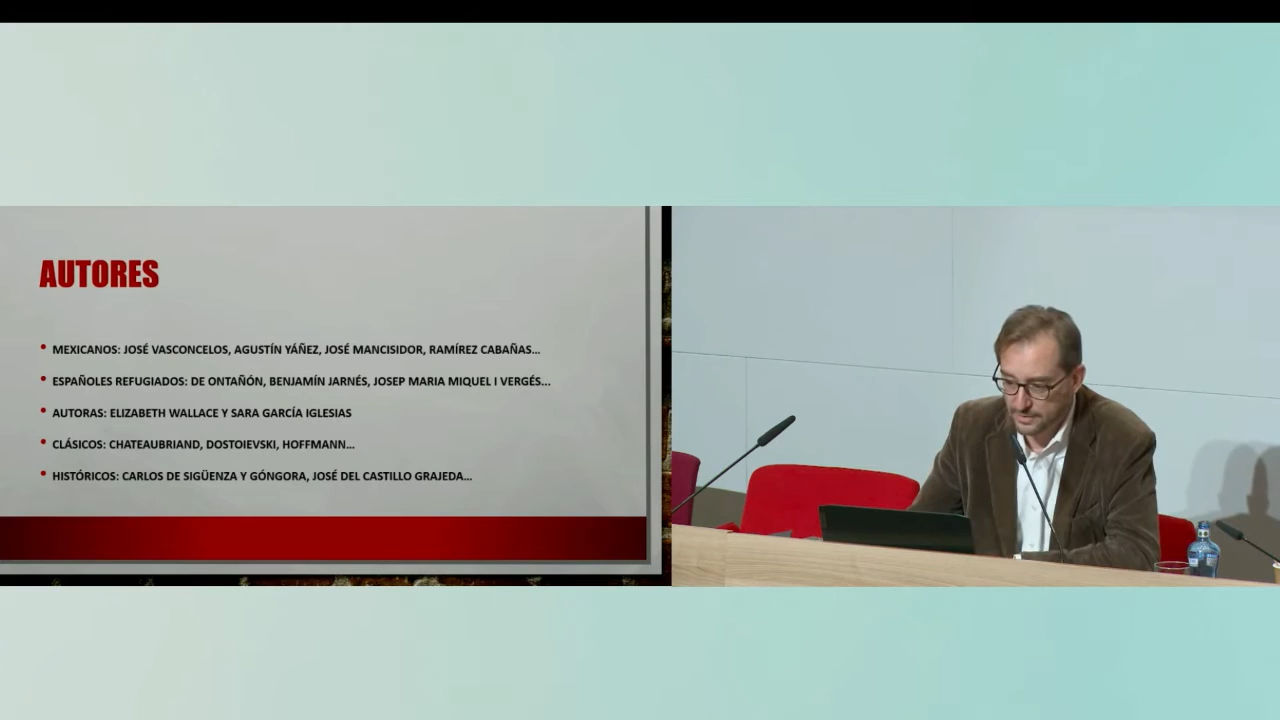 AUTORES
MEXICANOS: JOSÉ VASCONCELOS, AGUSTÍN YÁÑEZ, JOSÉ MANCISIDOR, RAMÍREZ CABAÑAS...
ESPAÑOLES REFUGIADOS: DE ONTAÑÓN, BENJAMÍN JARNÉS, JOSEP MARIA MIQUEL I VERGÉS...
AUTORAS: ELIZABETH WALLACE Y SARA GARCÍA IGLESIAS
CLÁSICOS: CHATEAUBRIAND, DOSTOIEVSKI, HOFFMANN...
HISTÓRICOS: CARLOS DE SIGÜENZA Y GÓNGORA, JOSÉ DEL CASTILLO GRAJEDA...